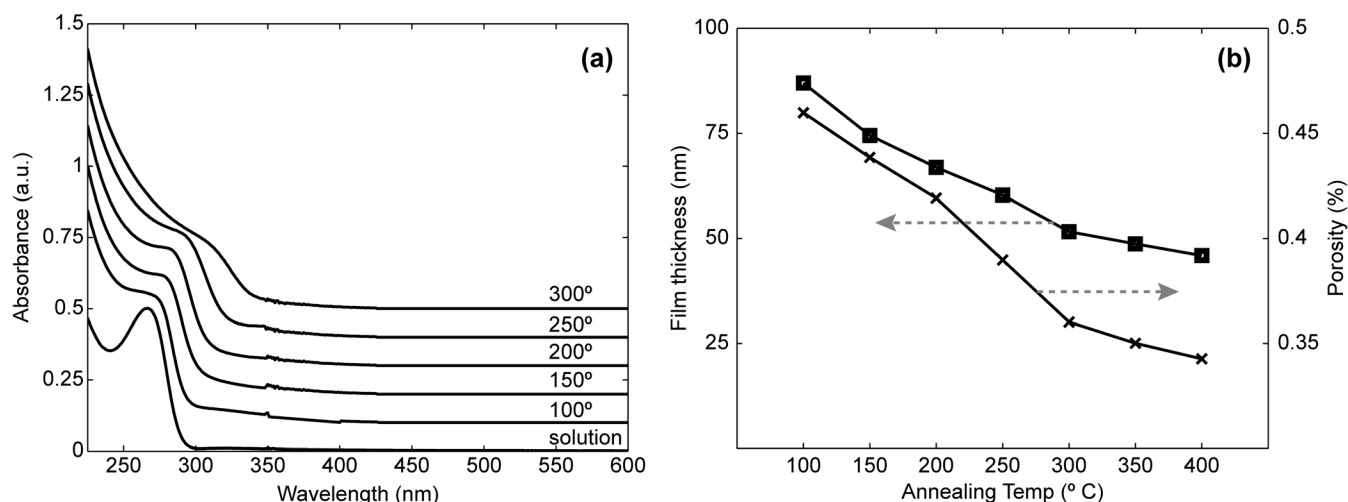 1.5
1.25
1
0.75
0.5
0.25
0
Absorbance (a.u.)
(a)
300º
250º
200º
150º
100º
solution
250 300 350 400 450 500 550 600
Wavelength (nm)
100
75
50
25
Film thickness (nm)
(b)
0.5
0.45
0.4
0.35
Porosity (%)
100 150 200 250 300 350 400
Annealing Temp (º C)